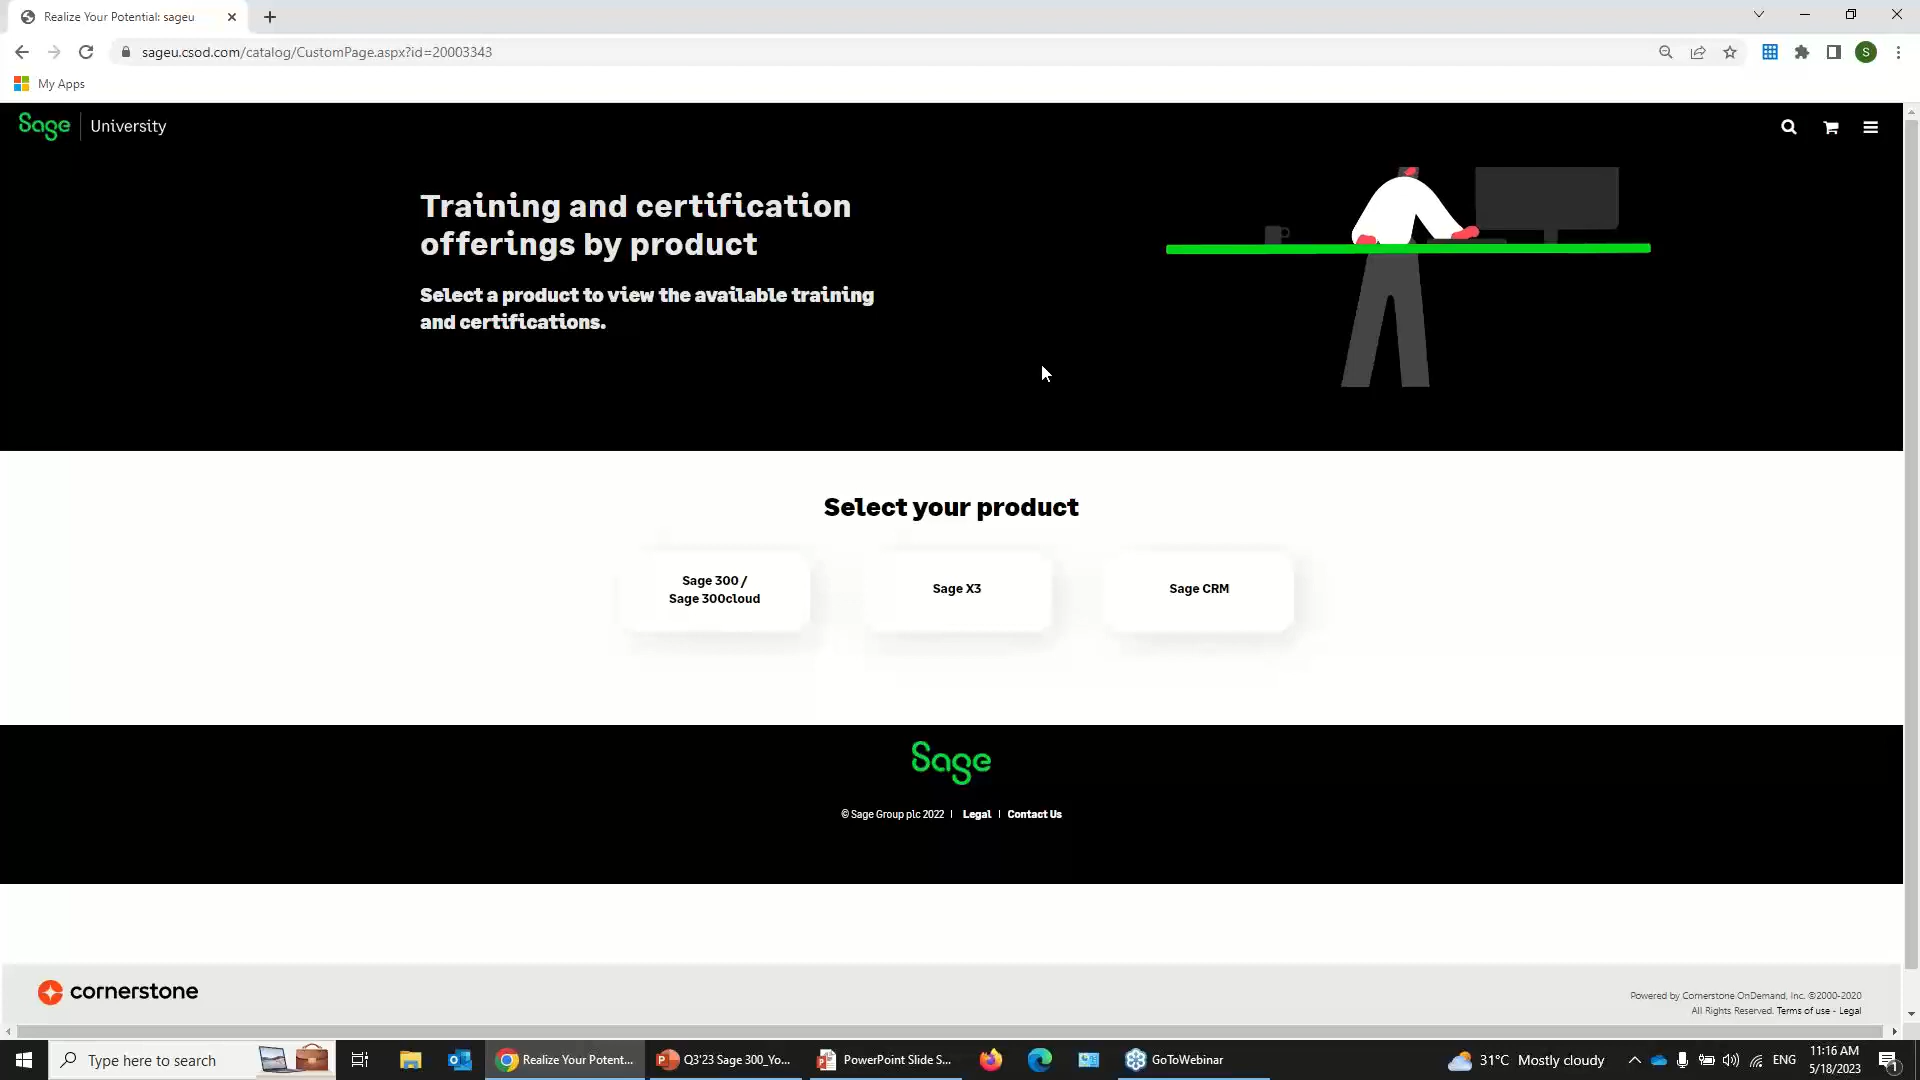 Realize Your Potential: sageu
sageu.csod.com/catalog/CustomPage.aspx?id=20003343
S
My Apps
Sage University
Training and certification
offerings by product
Select a product to view the available training
and certifications.
Select your product
Sage 300 /
Sage 300cloud
Sage X3
Sage CRM
Sage
© Sage Group plc 2022 | Legal | Contact Us
cornerstone
Powered by Cornerstone OnDemand, Inc. ©2000-2020
All Rights Reserved. Terms of use - Legal
Type here to search
Realize Your Potent...
Q3'23 Sage 300_Yo...
PowerPoint Slide S...
GoToWebinar
31°C Mostly cloudy
ENG
11:16 AM
5/18/2023
1